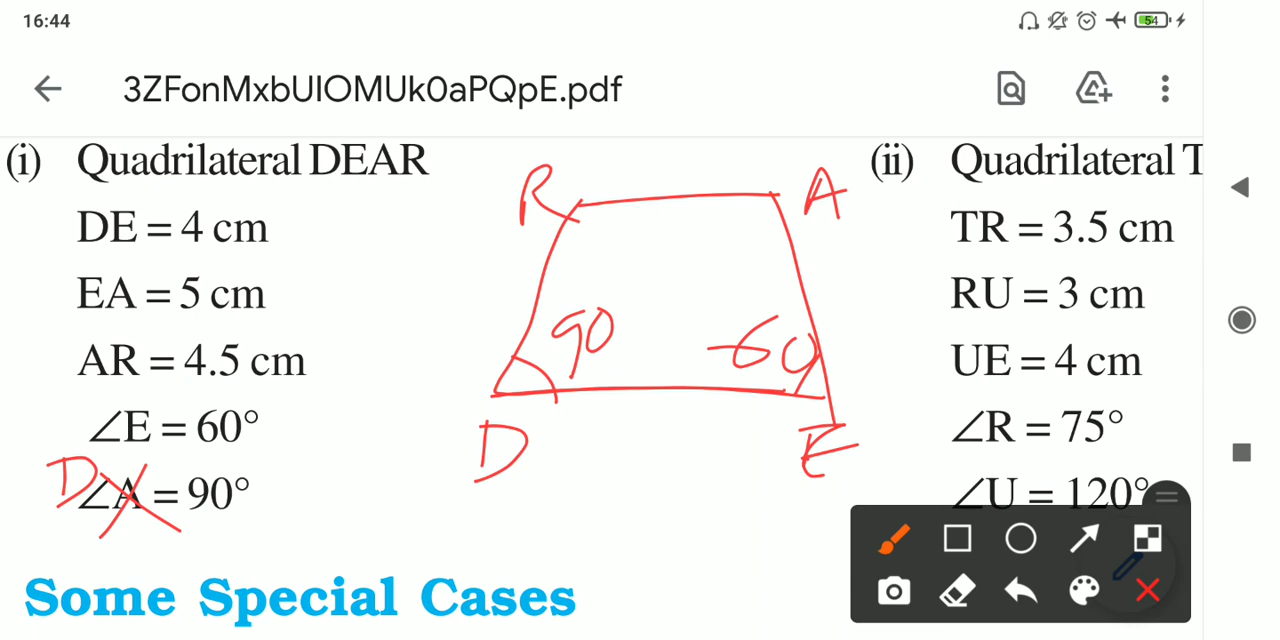 16:44
54
3ZFonMxbUIOMUk0aPQpE.pdf
(i) Quadrilateral DEAR
DE = 4 cm
EA = 5 cm
AR = 4.5 cm
∠E = 60°
∠A = 90°
D
R
A
90
60
D
E
(ii) Quadrilateral T
TR = 3.5 cm
RU = 3 cm
UE = 4 cm
∠R = 75°
∠U = 120°
Some Special Cases